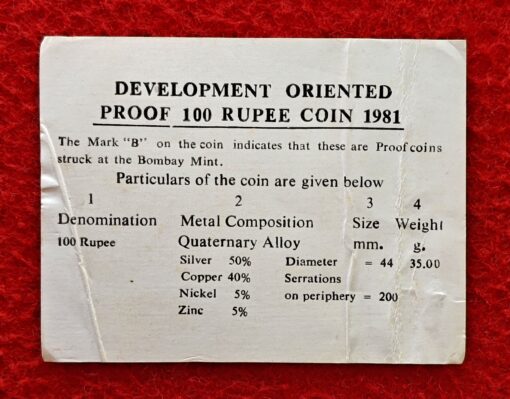 DEVELOPMENT ORIENTED
PROOF 100 RUPEE COIN 1981
The Mark "B" on the coin indicates that these are Proof coins
struck at the Bombay Mint.
Particulars of the coin are given below
1 2 3 4
Denomination Metal Composition Size Weight
100 Rupee Quaternary Alloy mm. g.
Silver 50% Diameter = 44 35.00
Copper 40% Serrations
Nickel 5% on periphery = 200
Zinc 5%